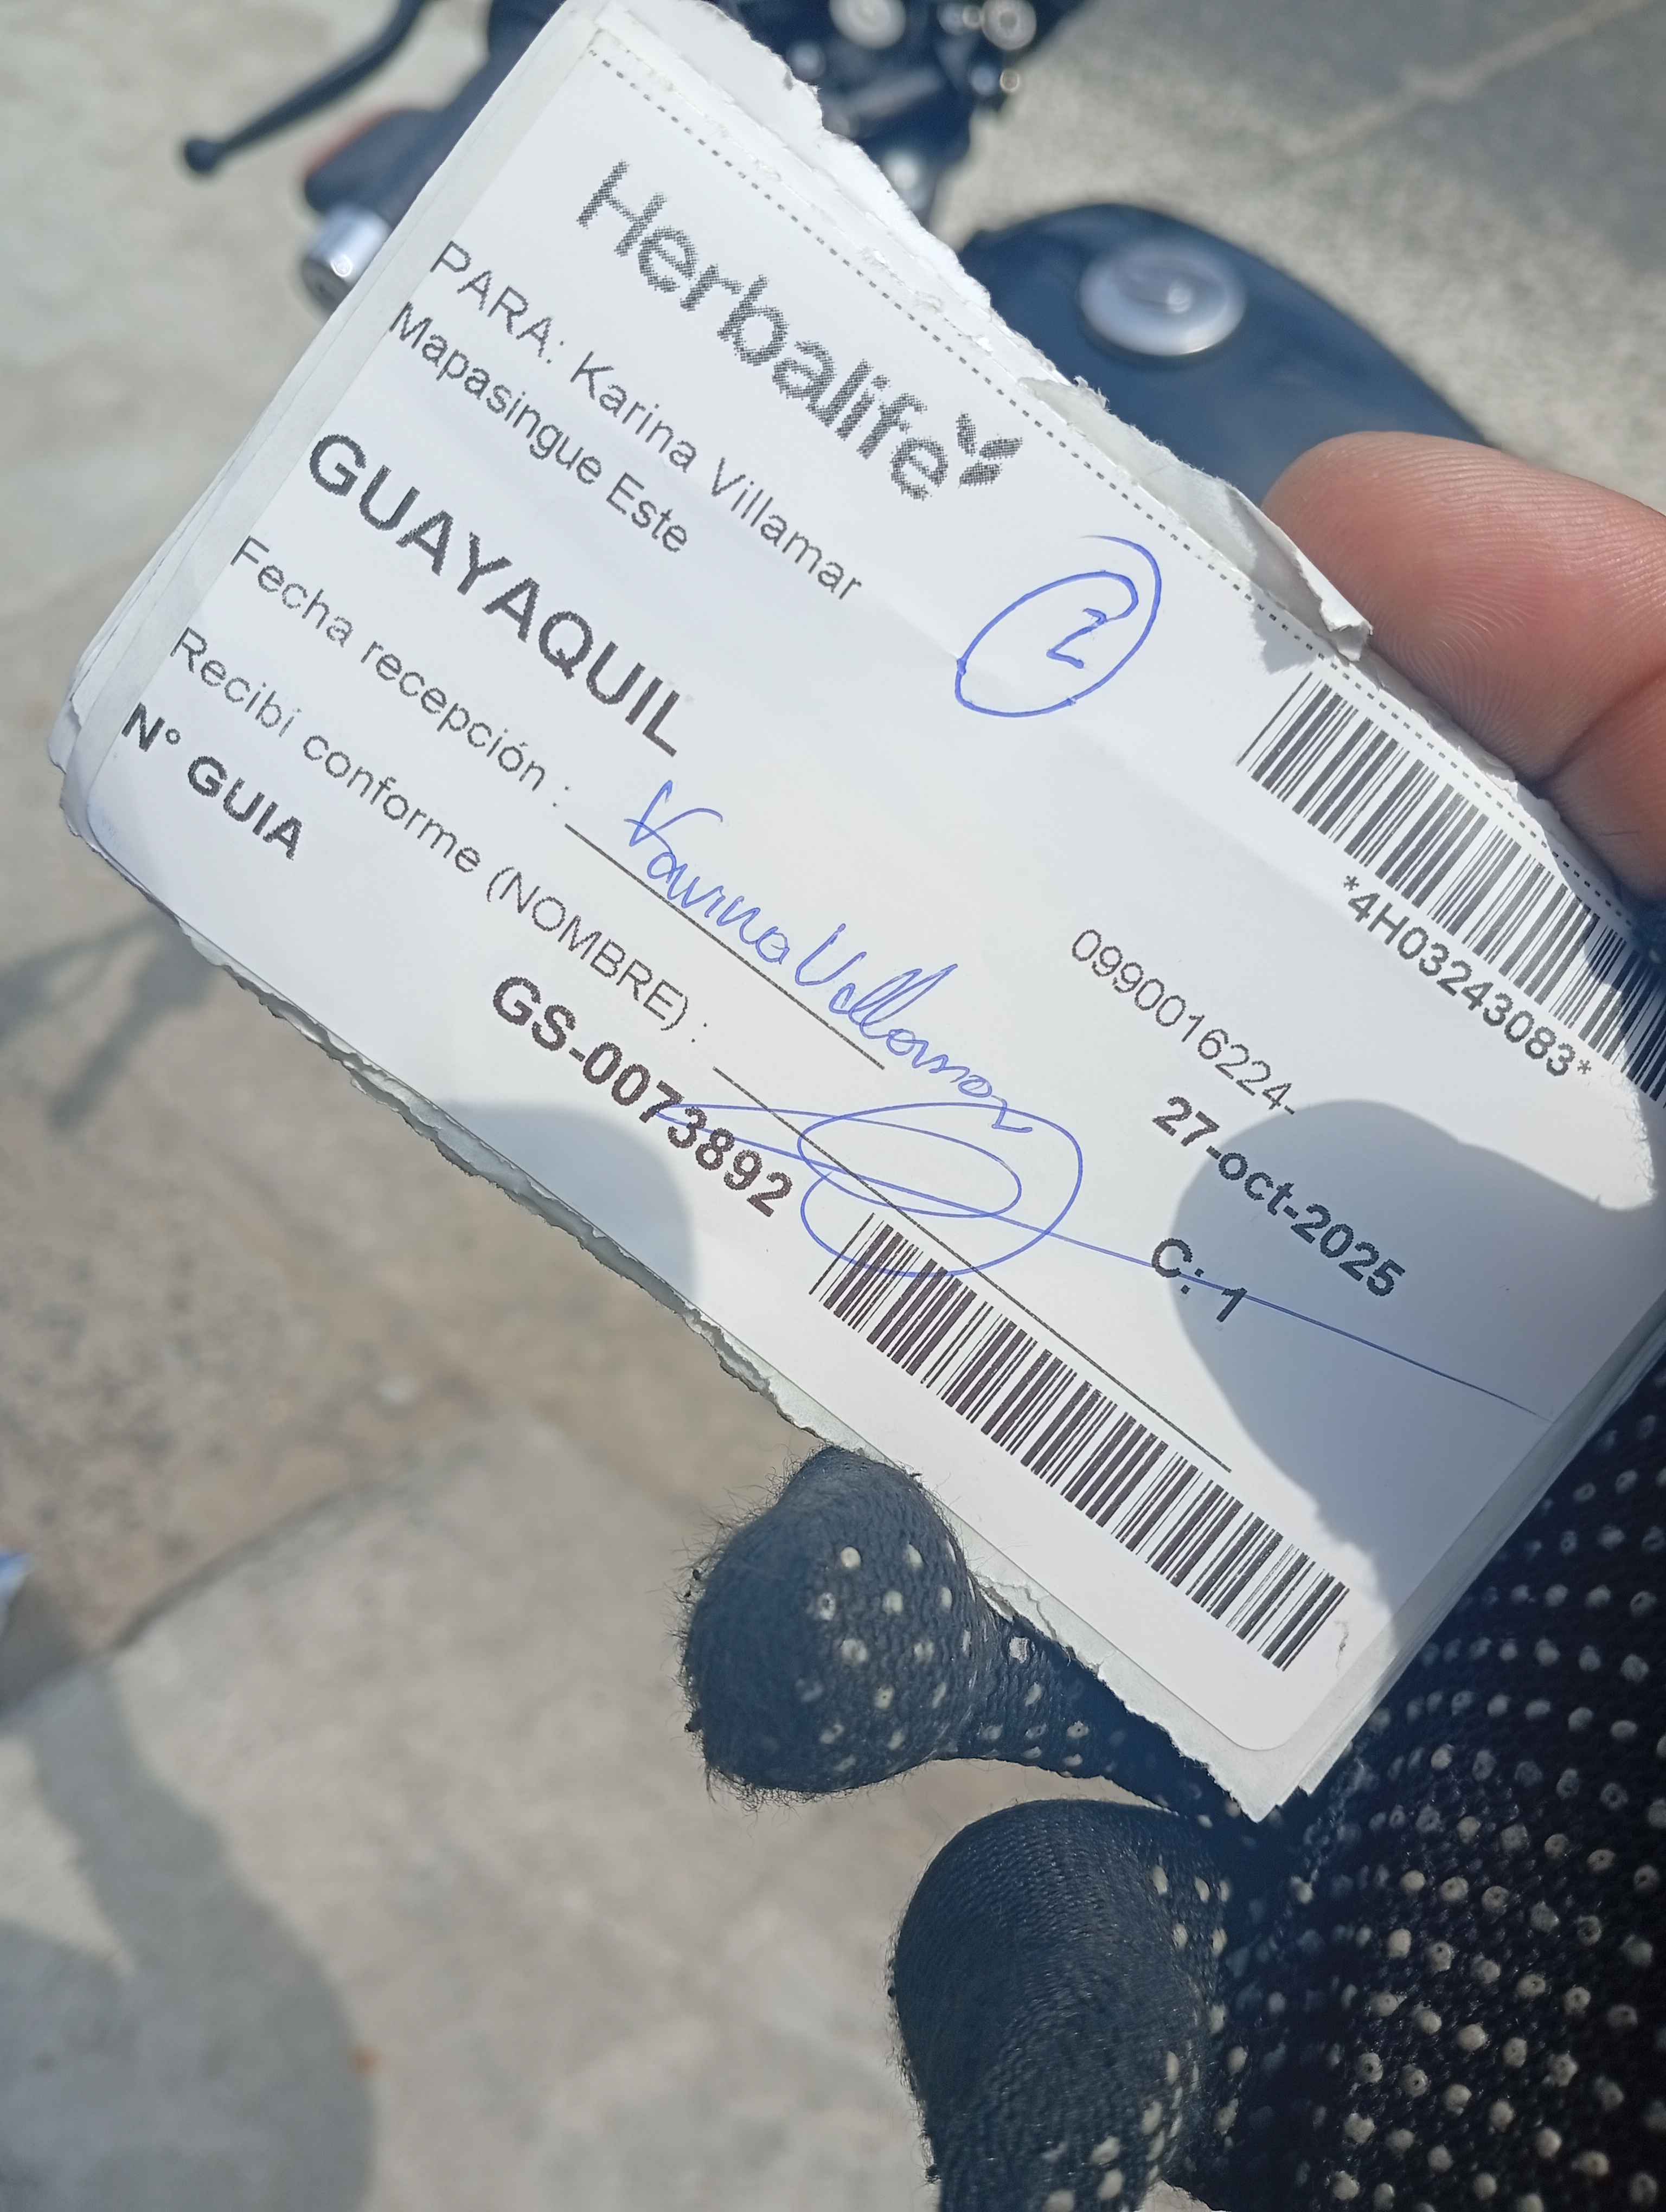 Herbalife
2
*4H03243083*
PARA: Karina Villamar
0990016224-
Mapasingue Este
27-oct-2025
GUAYAQUIL
C: 1
Fecha recepción :
Karina Villamar
Recibi conforme (NOMBRE) :
N° GUIA
GS-0073892